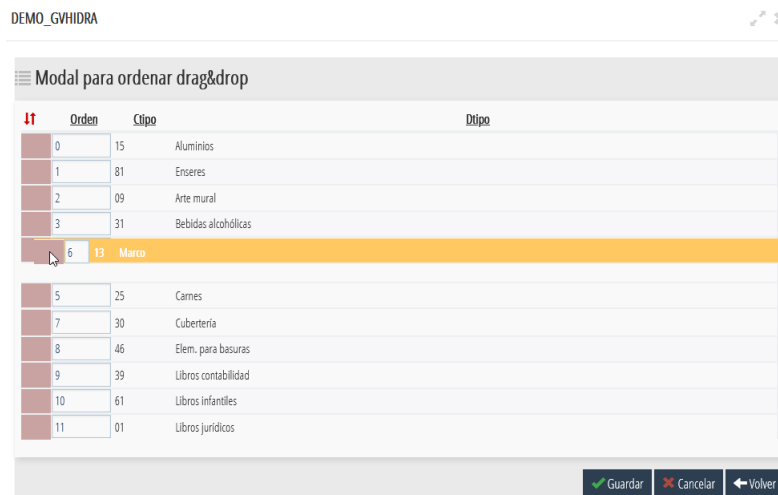 DEMO_GVHIDRA
Modal para ordenar drag&drop
Orden Ctipo Dtipo
0 15 Aluminios
1 81 Enseres
2 09 Arte mural
3 31 Bebidas alcohólicas
6 13 Marco
5 25 Carnes
7 30 Cubertería
8 46 Elem. para basuras
9 39 Libros contabilidad
10 61 Libros infantiles
11 01 Libros jurídicos
Guardar Cancelar Volver